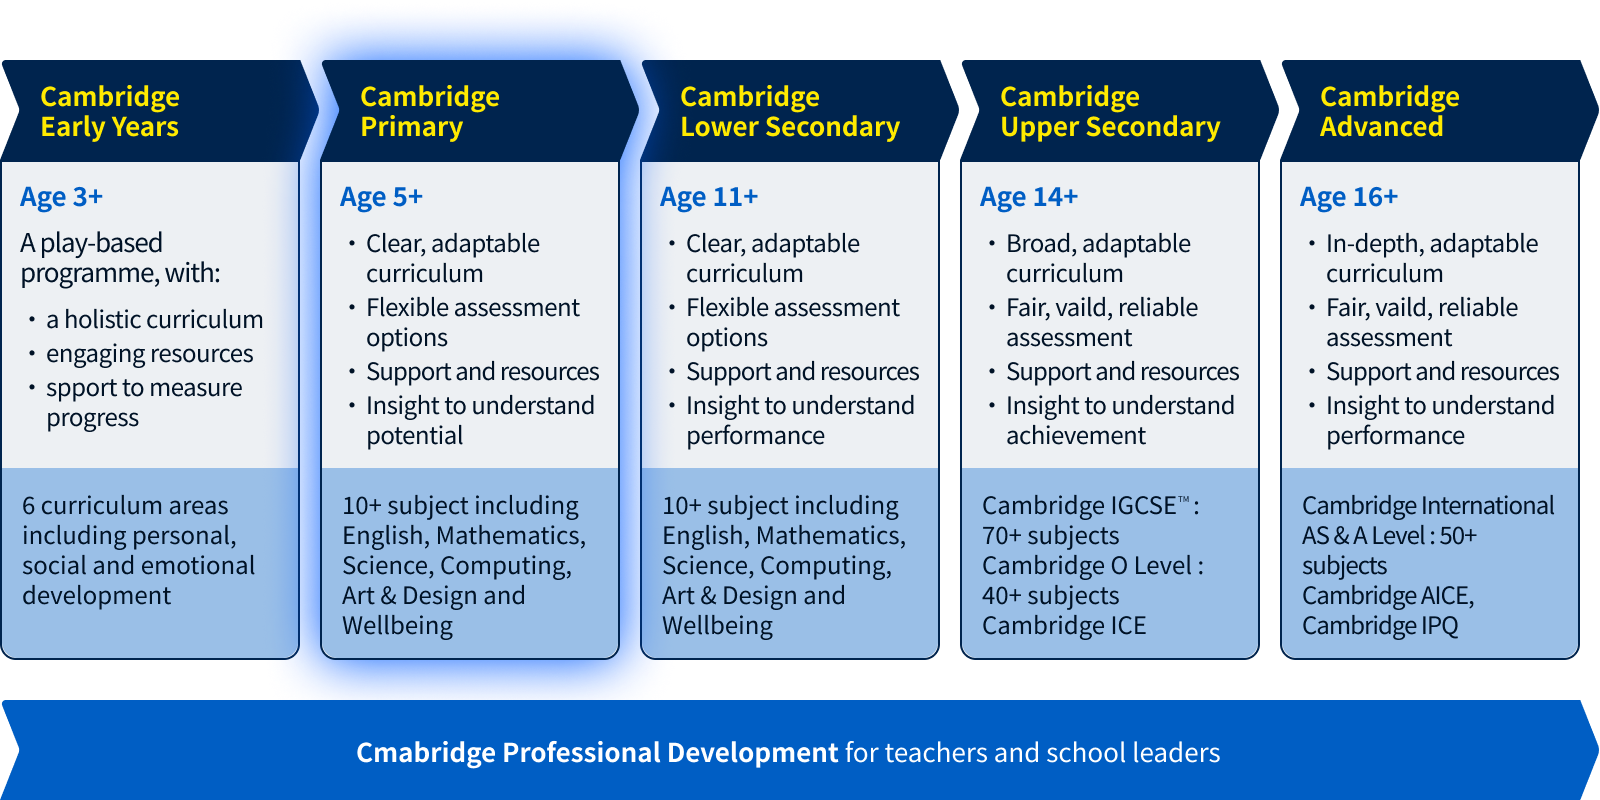 Cambridge
Early Years
Age 3+
A play-based
programme, with:
• a holistic curriculum
• engaging resources
• spport to measure
progress
6 curriculum areas
including personal,
social and emotional
development
Cambridge
Primary
Age 5+
• Clear, adaptable
curriculum
• Flexible assessment
options
• Support and resources
• Insight to understand
potential
10+ subject including
English, Mathematics,
Science, Computing,
Art & Design and
Wellbeing
Cambridge
Lower Secondary
Age 11+
• Clear, adaptable
curriculum
• Flexible assessment
options
• Support and resources
• Insight to understand
performance
10+ subject including
English, Mathematics,
Science, Computing,
Art & Design and
Wellbeing
Cambridge
Upper Secondary
Age 14+
• Broad, adaptable
curriculum
• Fair, vaild, reliable
assessment
• Support and resources
• Insight to understand
achievement
Cambridge IGCSE™ :
70+ subjects
Cambridge O Level :
40+ subjects
Cambridge ICE
Cambridge
Advanced
Age 16+
• In-depth, adaptable
curriculum
• Fair, vaild, reliable
assessment
• Support and resources
• Insight to understand
performance
Cambridge International
AS & A Level : 50+
subjects
Cambridge AICE,
Cambridge IPQ
Cmabridge Professional Development for teachers and school leaders